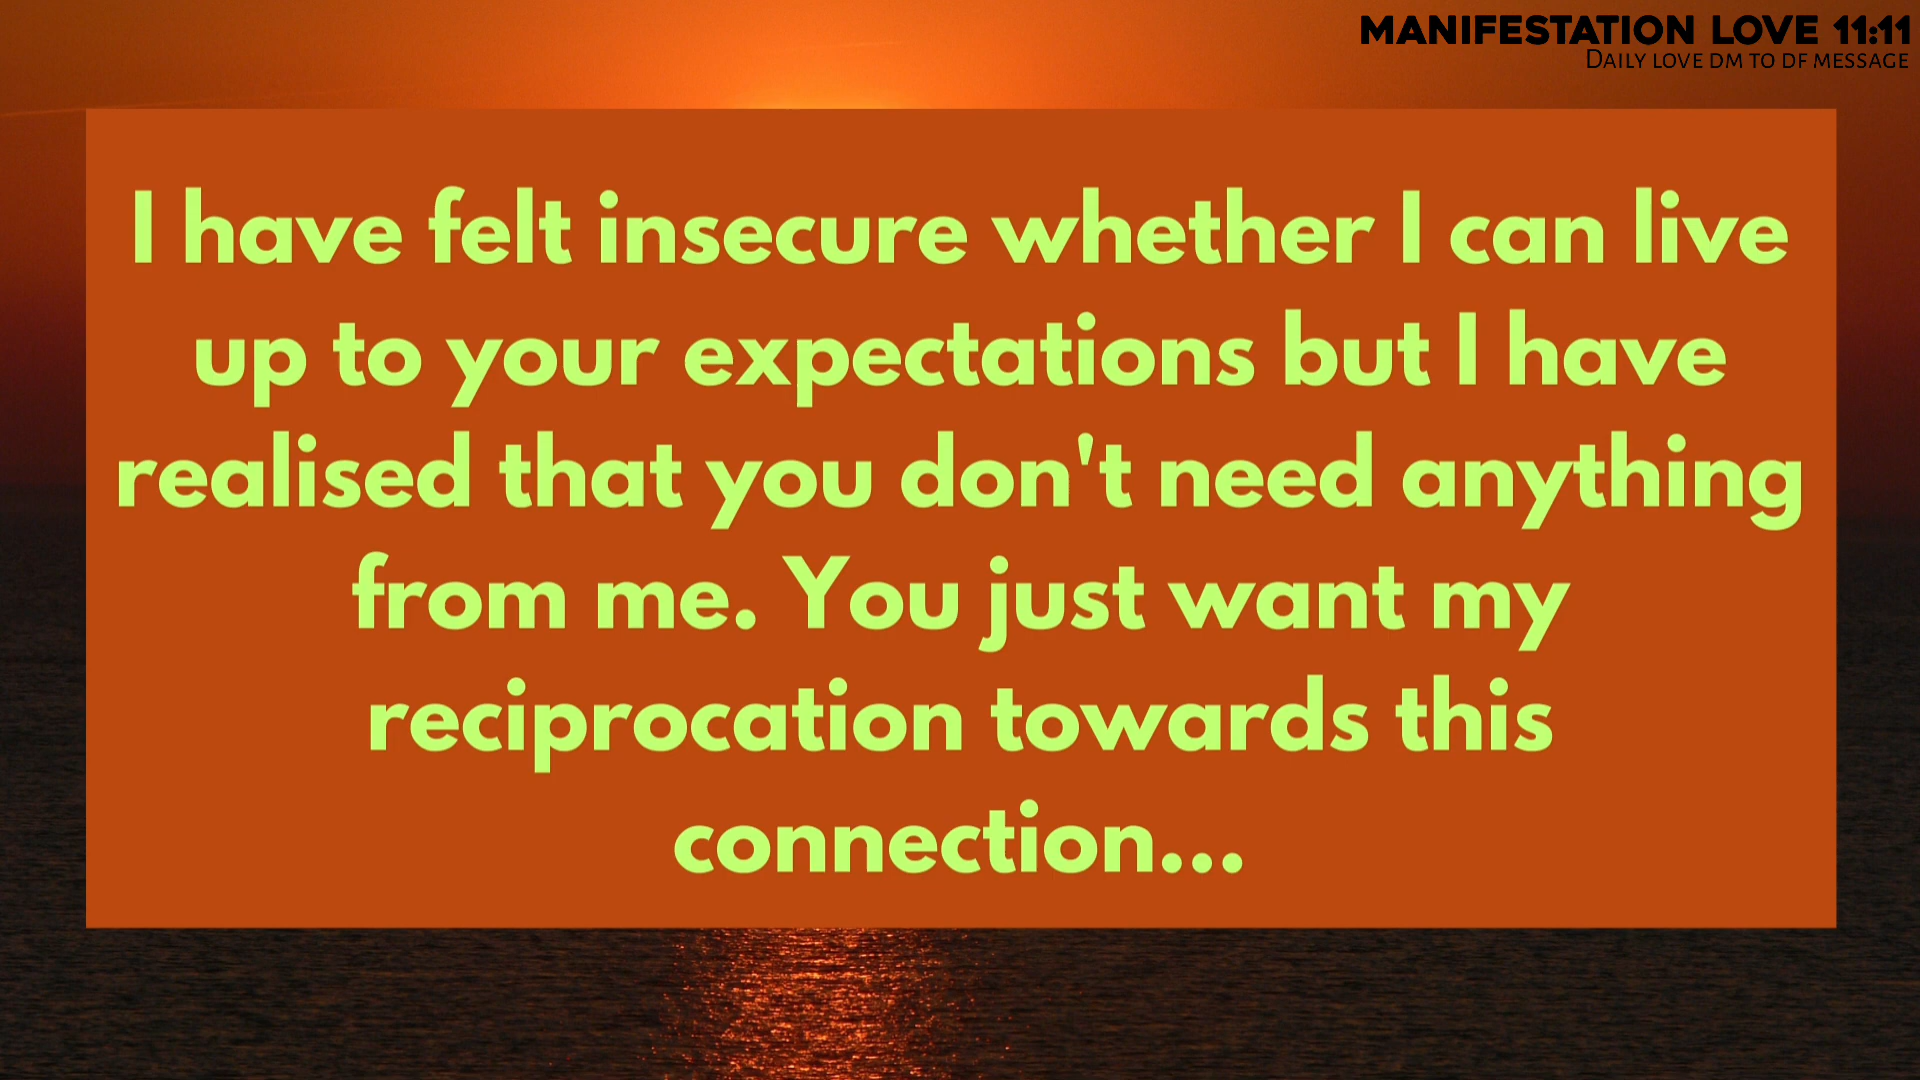 MANIFESTATION LOVE 11:11
DAILY LOVE DM TO DF MESSAGE
I have felt insecure whether I can live
up to your expectations but I have
realised that you don't need anything
from me. You just want my
reciprocation towards this
connection...